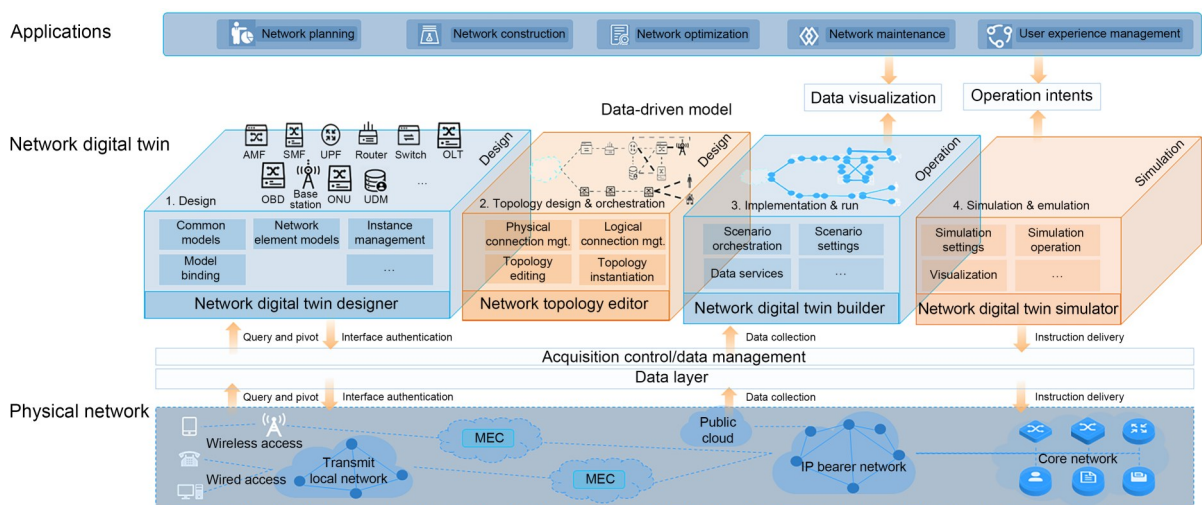 Applications
Network planning
Network construction
Network optimization
Network maintenance
User experience management
Data visualization
Operation intents
Data-driven model
Network digital twin
AMF
SMF
UPF
Router
Switch
OLT
OBD
Base
station
ONU
UDM
...
Design
1. Design
Common
models
Network
element models
Instance
management
Model
binding
...
Network digital twin designer
Design
2. Topology design & orchestration
Physical
connection mgt.
Logical
connection mgt.
Topology
editing
Topology
instantiation
Network topology editor
Operation
3. Implementation & run
Scenario
orchestration
Scenario
settings
Data services
...
Network digital twin builder
Simulation
4. Simulation & emulation
Simulation
settings
Simulation
operation
Visualization
...
Network digital twin simulator
Query and pivot
Interface authentication
Data collection
Instruction delivery
Acquisition control/data management
Data layer
Query and pivot
Interface authentication
Data collection
Instruction delivery
Physical network
Wireless access
Wired access
Transmit
local network
MEC
MEC
Public
cloud
IP bearer network
Core network